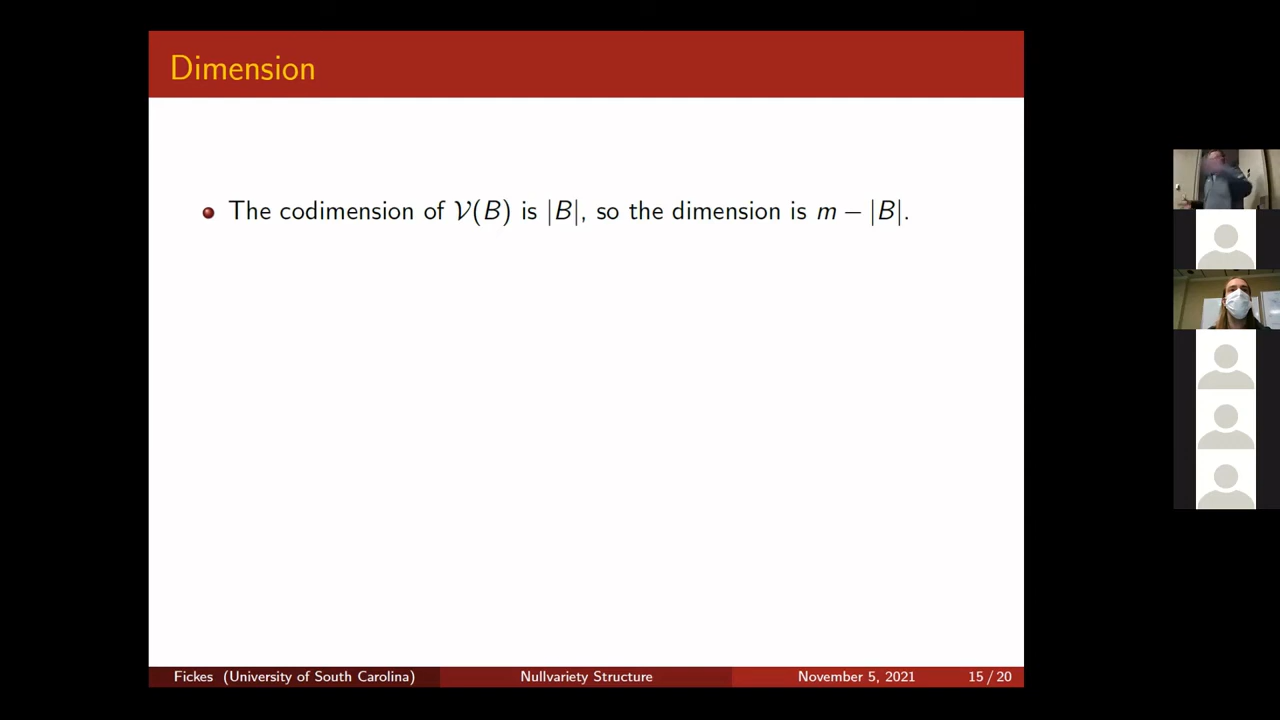 Dimension
The codimension of 𝒱(B) is |B|, so the dimension is m − |B|.
Fickes (University of South Carolina) Nullvariety Structure November 5, 2021 15 / 20